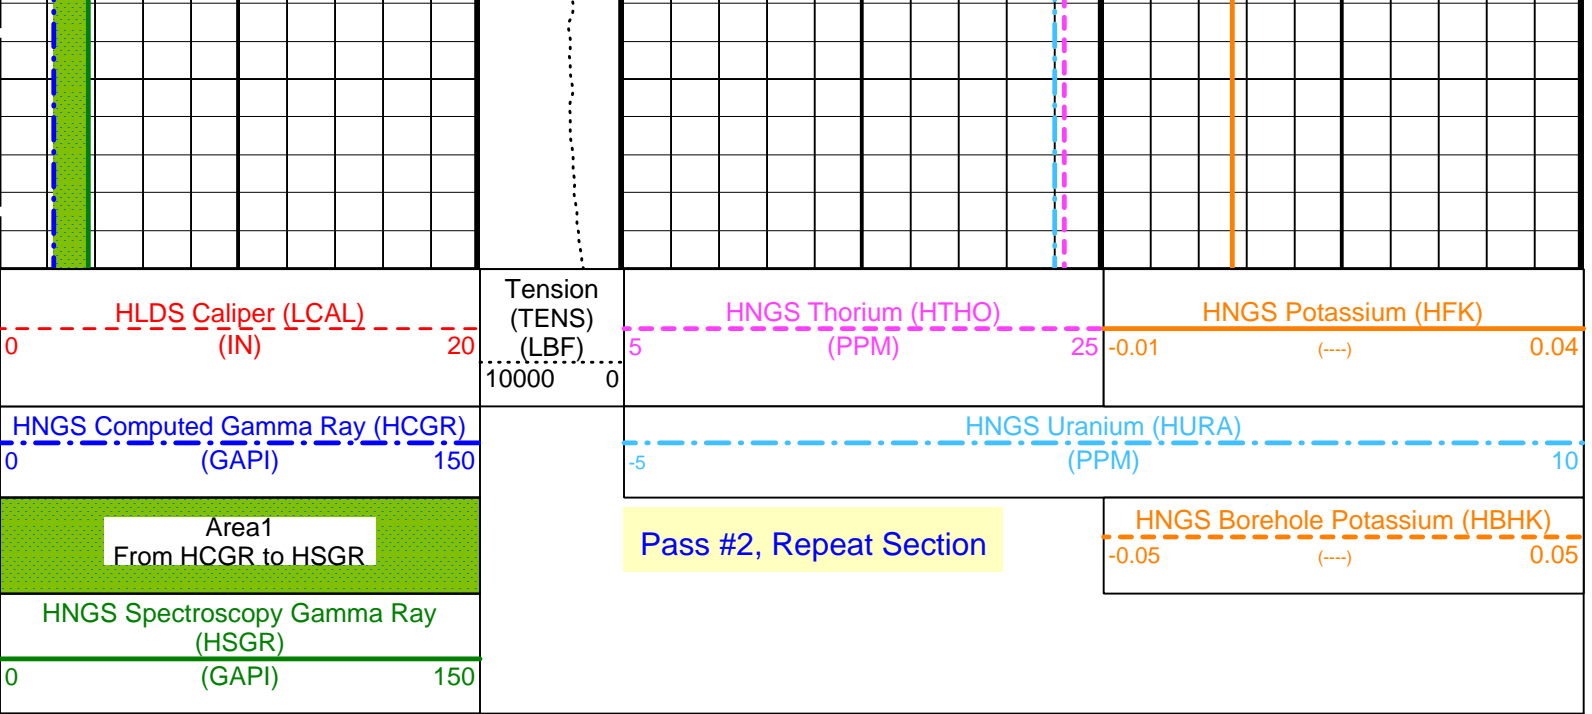 HLDS Caliper (LCAL)
0 (IN) 20
Tension
(TENS)
(LBF)
10000 0
HNGS Thorium (HTHO)
5 (PPM) 25
HNGS Potassium (HFK)
-0.01 (----) 0.04
HNGS Computed Gamma Ray (HCGR)
0 (GAPI) 150
HNGS Uranium (HURA)
-5 (PPM) 10
Area1
From HCGR to HSGR
Pass #2, Repeat Section
HNGS Borehole Potassium (HBHK)
-0.05 (----) 0.05
HNGS Spectroscopy Gamma Ray
(HSGR)
0 (GAPI) 150